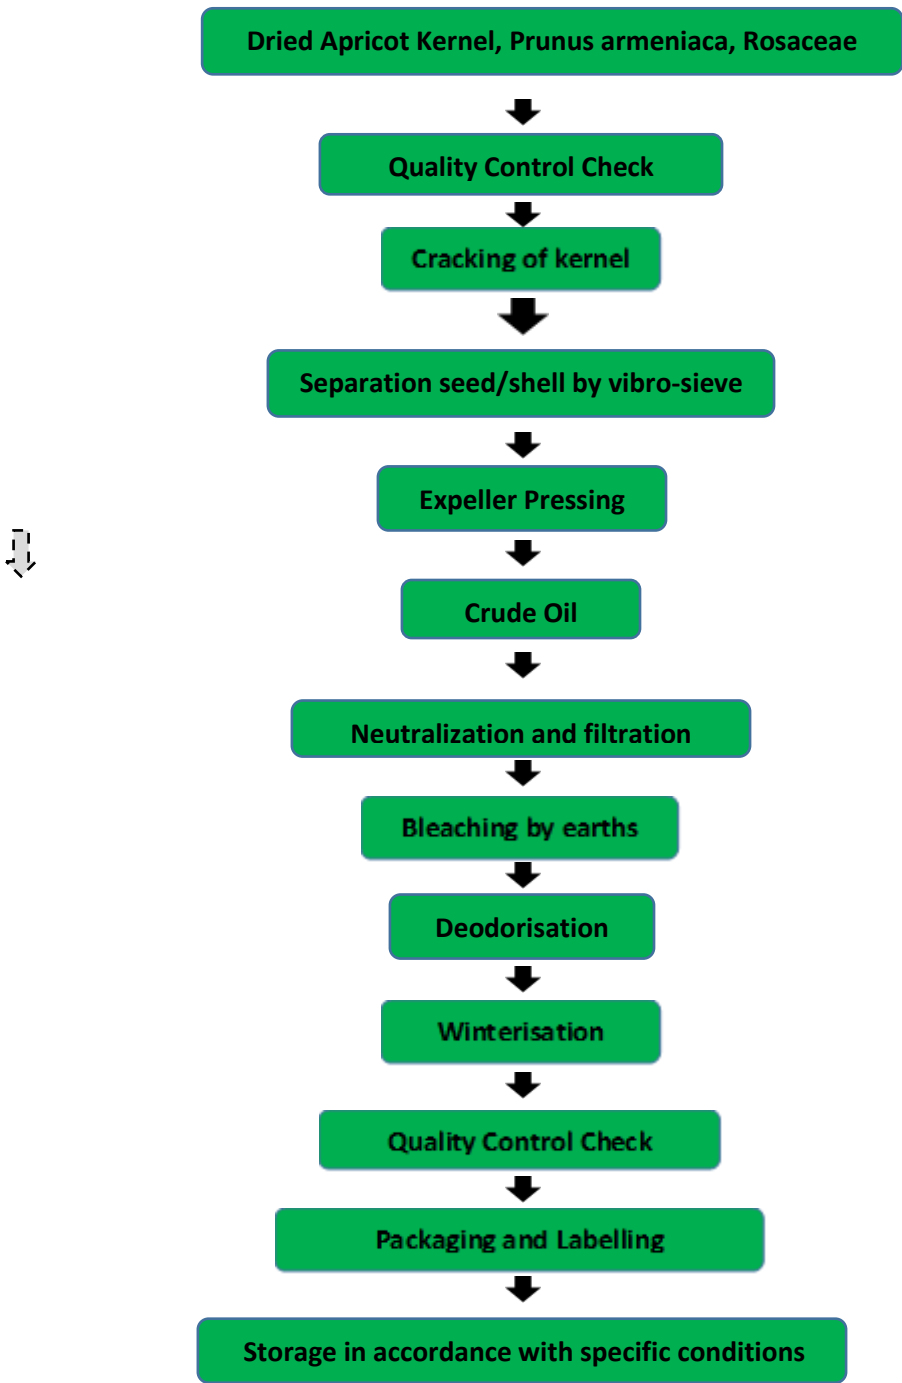 Dried Apricot Kernel, Prunus armeniaca, Rosaceae
Quality Control Check
Cracking of kernel
Separation seed/shell by vibro-sieve
Expeller Pressing
Crude Oil
Neutralization and filtration
Bleaching by earths
Deodorisation
Winterisation
Quality Control Check
Packaging and Labelling
Storage in accordance with specific conditions